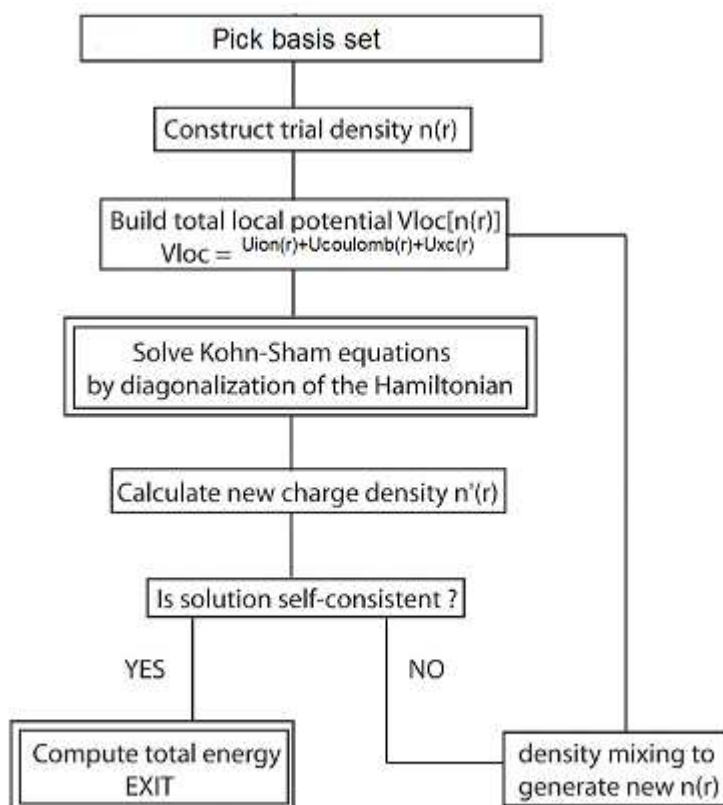 Pick basis set
Construct trial density n(r)
Build total local potential Vloc[n(r)]
Vloc = Uion(r)+Ucoulomb(r)+Uxc(r)
Solve Kohn-Sham equations
by diagonalization of the Hamiltonian
Calculate new charge density n'(r)
Is solution self-consistent ?
YES
NO
Compute total energy
EXIT
density mixing to
generate new n(r)